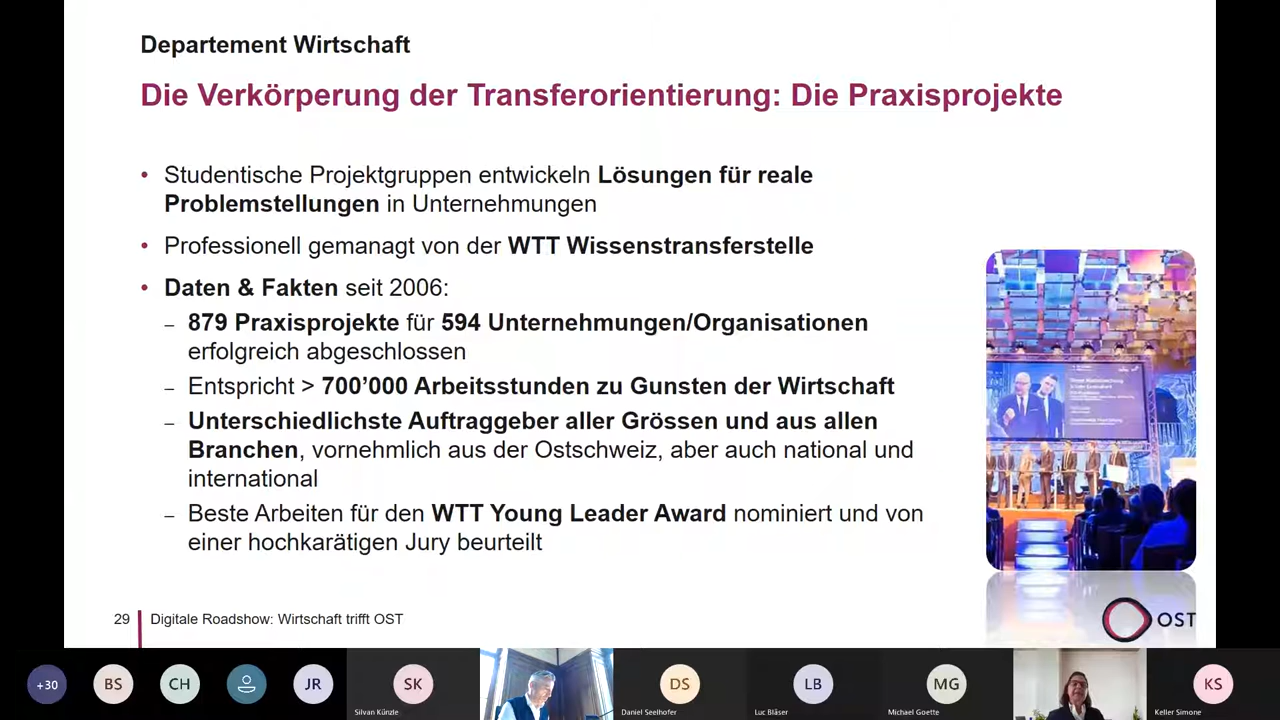 Departement Wirtschaft
Die Verkörperung der Transferorientierung: Die Praxisprojekte
• Studentische Projektgruppen entwickeln Lösungen für reale
Problemstellungen in Unternehmungen
• Professionell gemanagt von der WTT Wissenstransferstelle
• Daten & Fakten seit 2006:
– 879 Praxisprojekte für 594 Unternehmungen/Organisationen
erfolgreich abgeschlossen
– Entspricht > 700’000 Arbeitsstunden zu Gunsten der Wirtschaft
– Unterschiedlichste Auftraggeber aller Grössen und aus allen
Branchen, vornehmlich aus der Ostschweiz, aber auch national und
international
– Beste Arbeiten für den WTT Young Leader Award nominiert und von
einer hochkarätigen Jury beurteilt
29 Digitale Roadshow: Wirtschaft trifft OST
OST
+30 BS CH JR SK DS LB MG KS
Silvan Künzle Daniel Seelhofer Luc Bläser Michael Goette Keller Simone